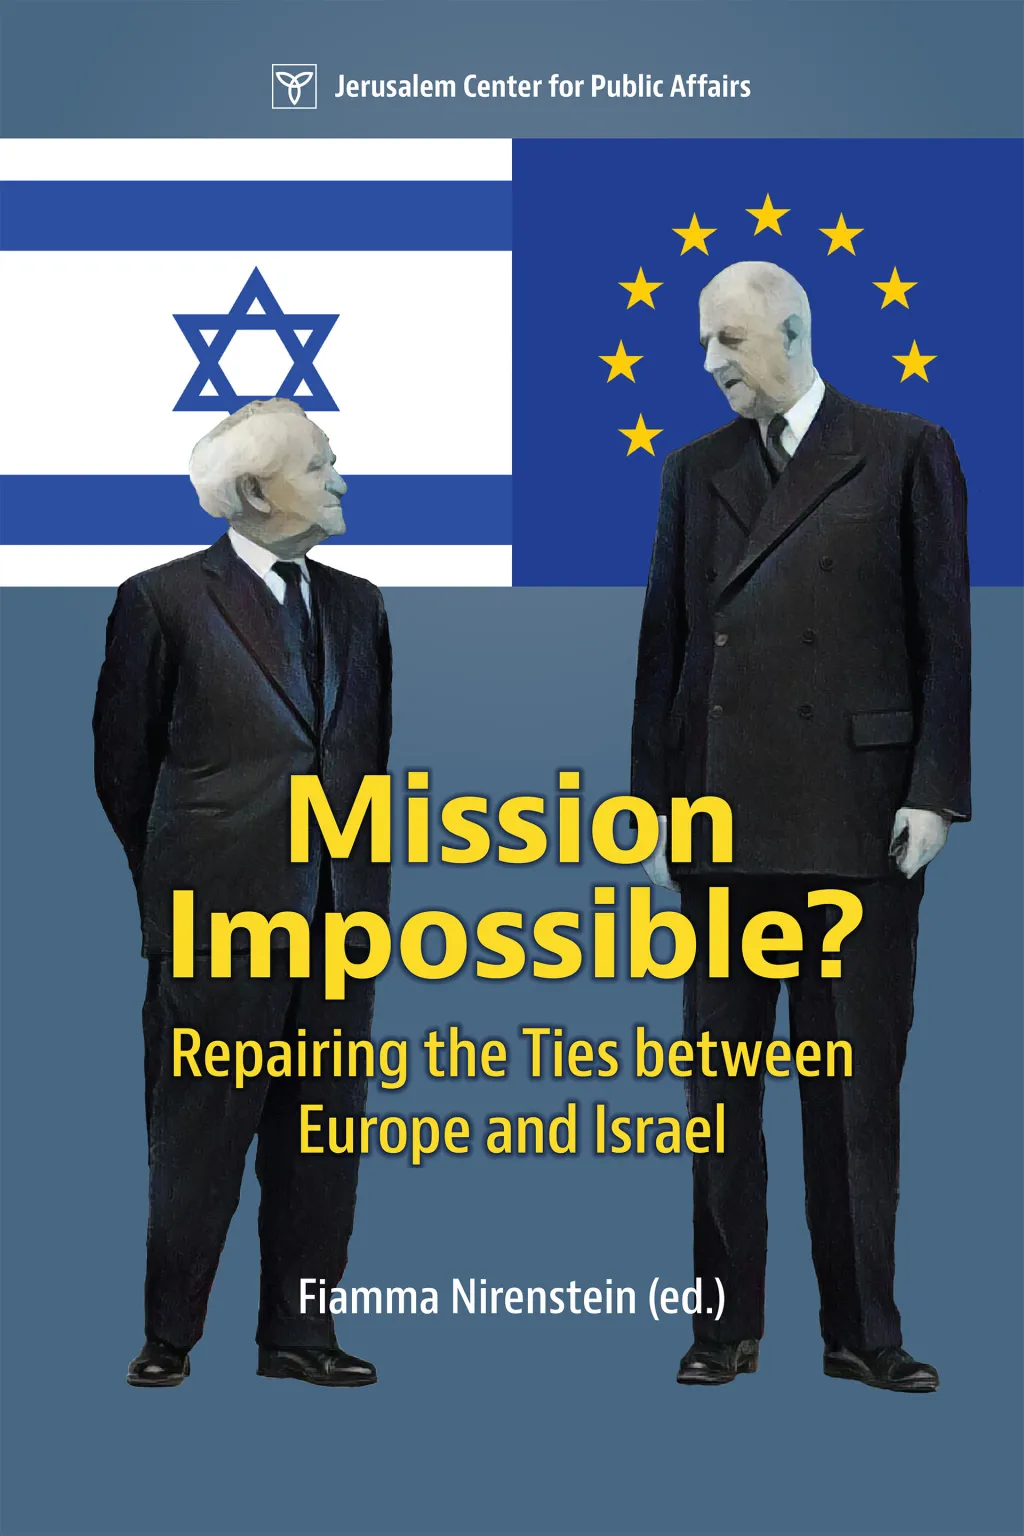 Jerusalem Center for Public Affairs
Mission
Impossible?
Repairing the Ties between
Europe and Israel
Fiamma Nirenstein (ed.)